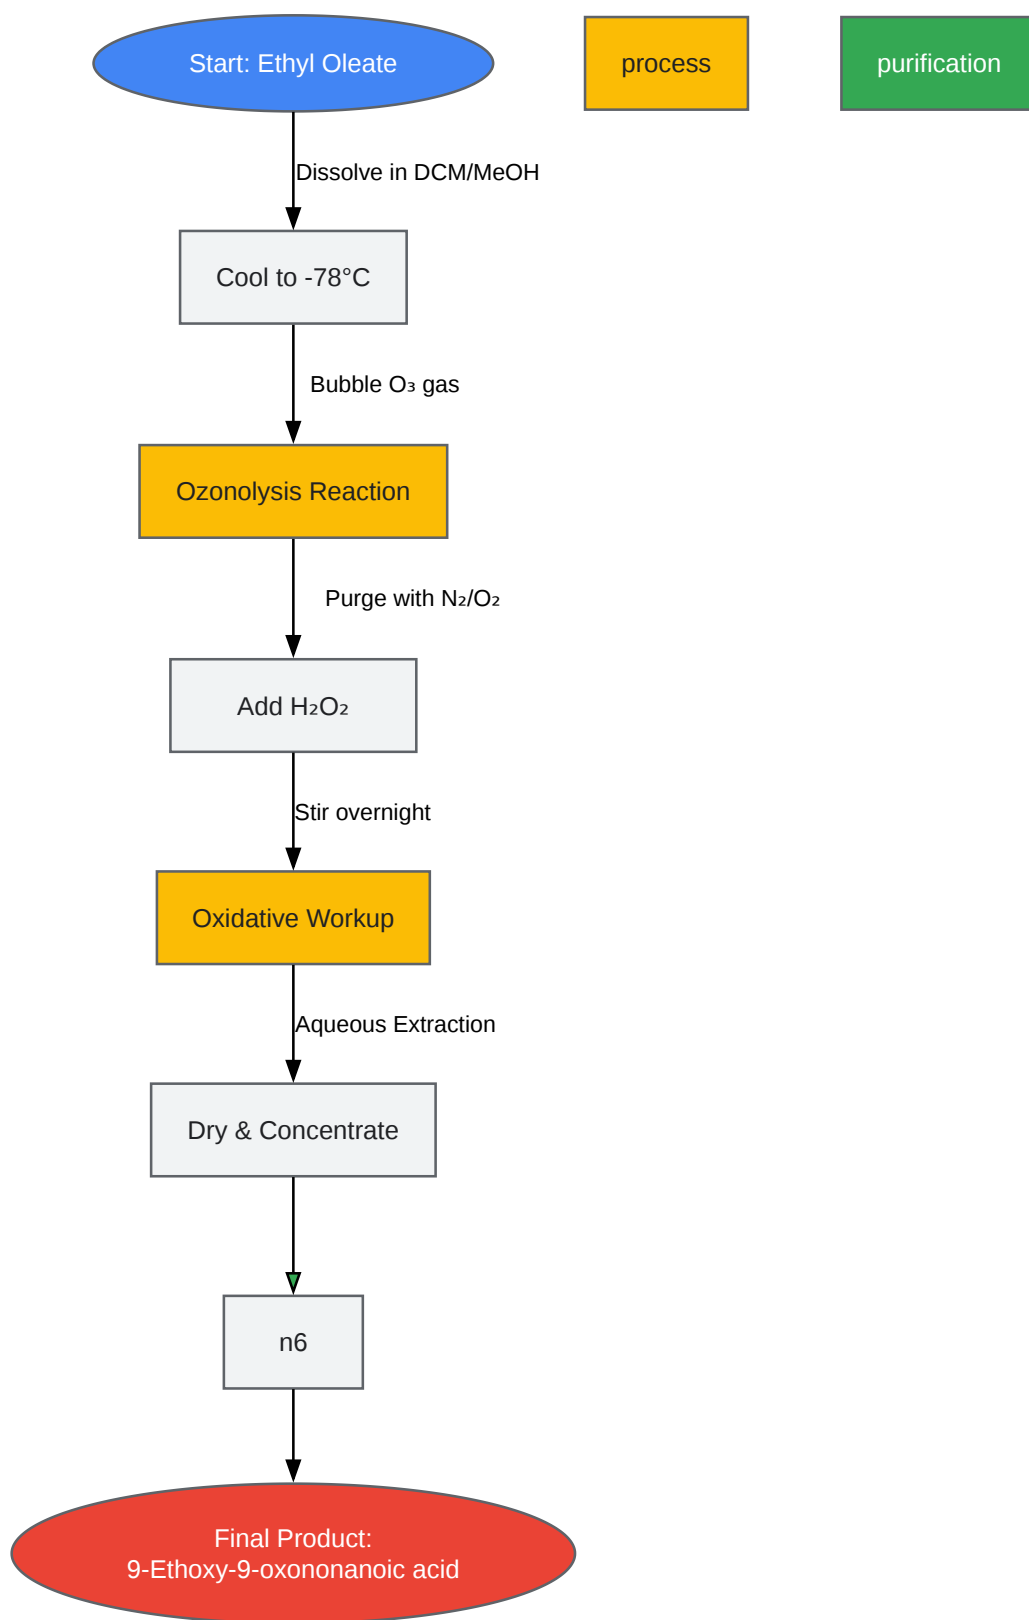 Start: Ethyl Oleate
process
purification
Dissolve in DCM/MeOH
Cool to -78°C
Bubble O₃ gas
Ozonolysis Reaction
Purge with N₂/O₂
Add H₂O₂
Stir overnight
Oxidative Workup
Aqueous Extraction
Dry & Concentrate
n6
Final Product:
9-Ethoxy-9-oxononanoic acid